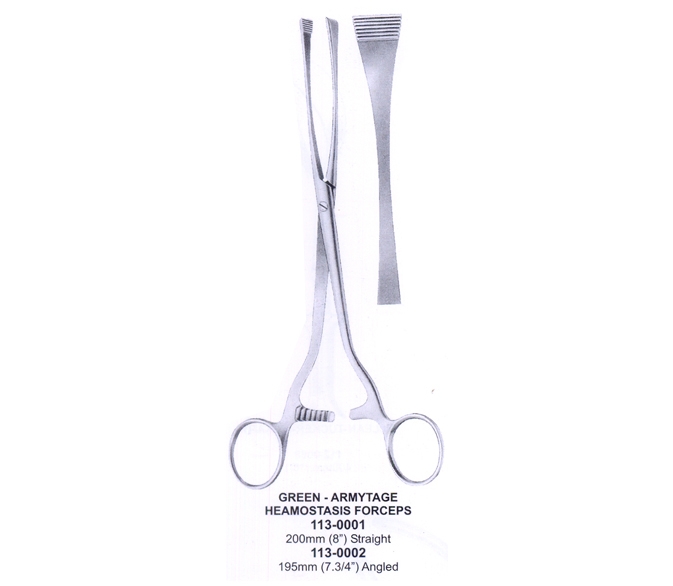 GREEN - ARMYTAGE
HEAMOSTASIS FORCEPS
113-0001
200mm (8") Straight
113-0002
195mm (7.3/4") Angled